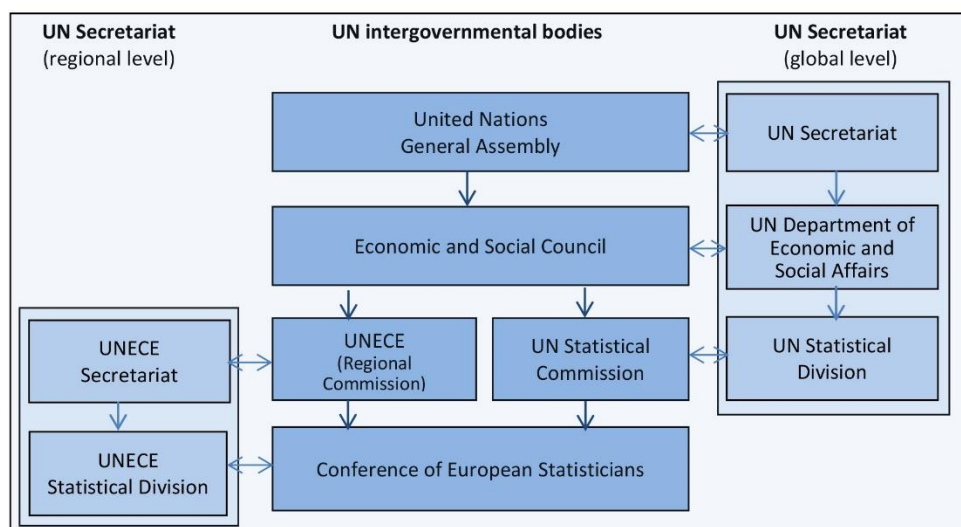 UN Secretariat
(regional level)
UN intergovernmental bodies
UN Secretariat
(global level)
United Nations
General Assembly
UN Secretariat
Economic and Social Council
UN Department of
Economic and
Social Affairs
UNECE
Secretariat
UNECE
(Regional
Commission)
UN Statistical
Commission
UN Statistical
Division
UNECE
Statistical Division
Conference of European Statisticians